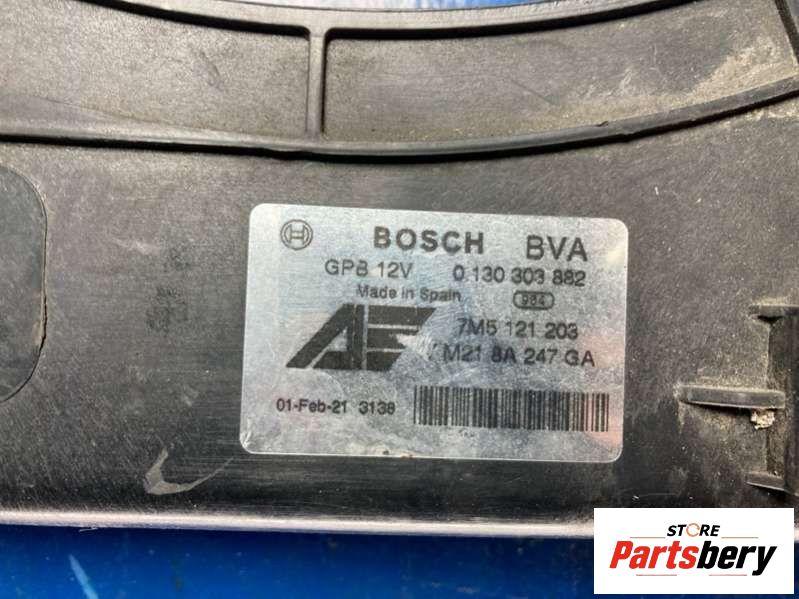 BOSCH BVA
GPB 12V 0 130 303 882
Made in Spain 984
AF
7M5 121 203
M21 8A 247 GA
01-Feb-21 3138
STORE
Partsbery